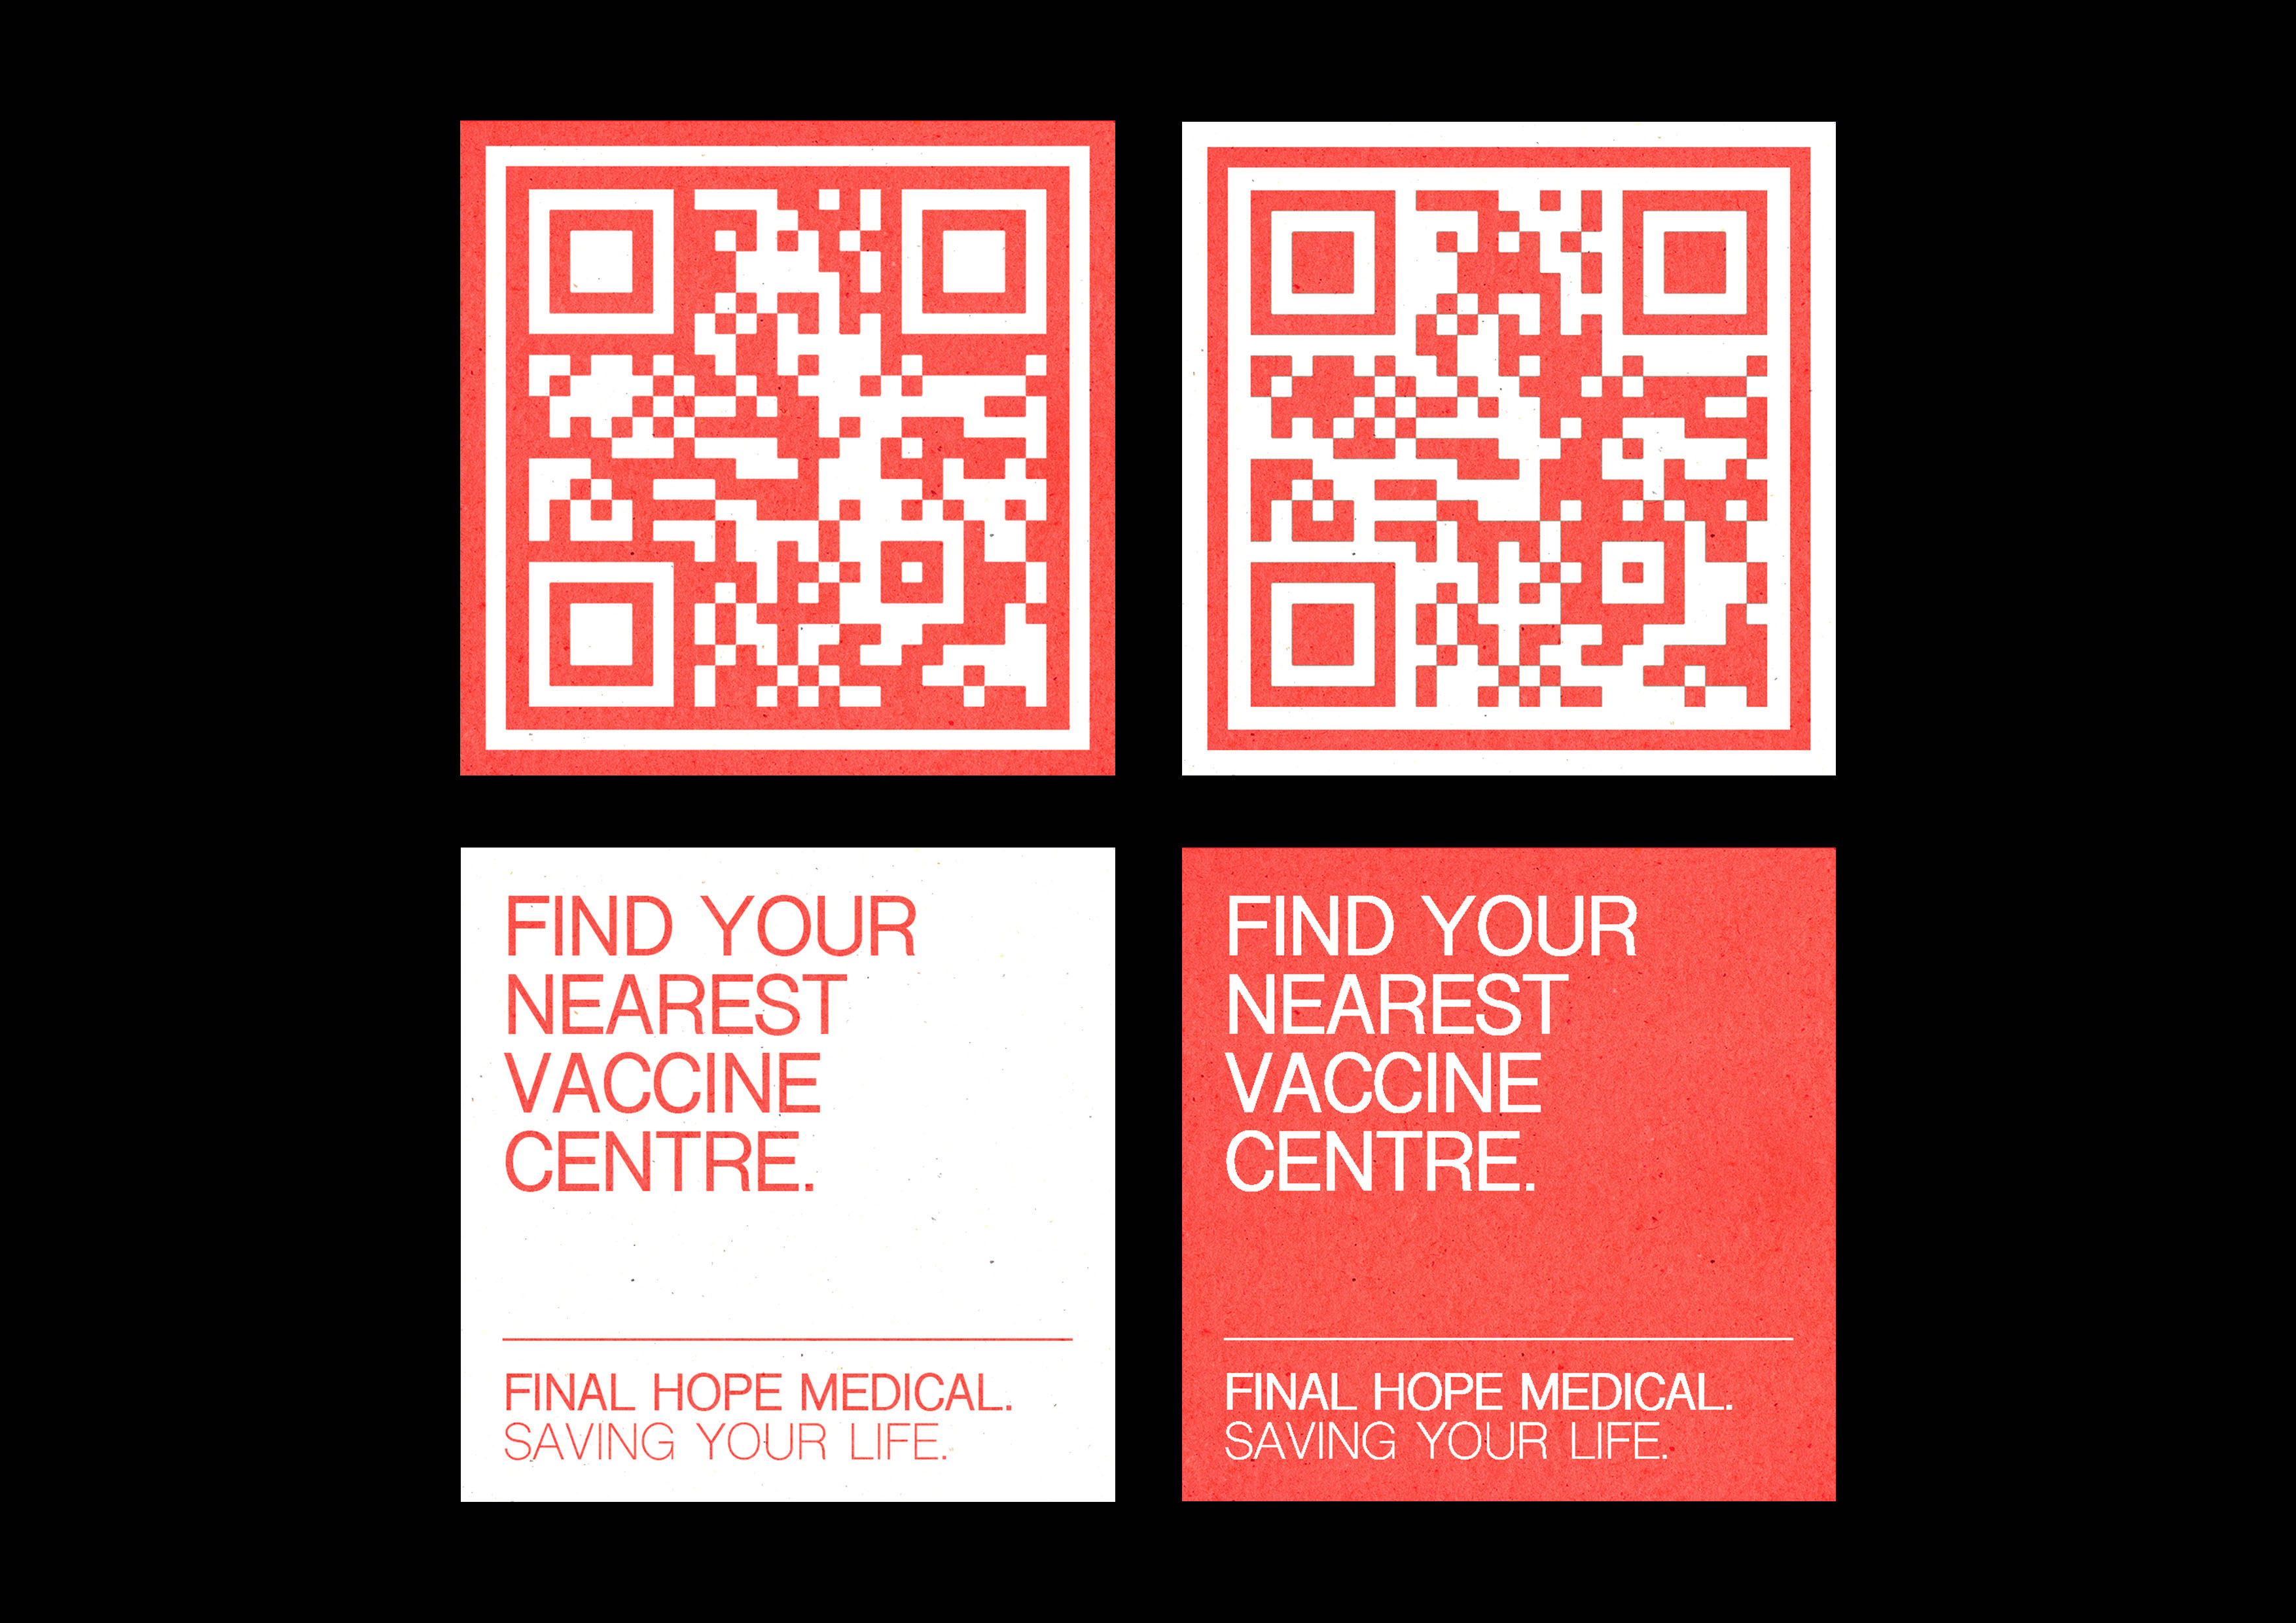 FIND YOUR
NEAREST
VACCINE
CENTRE.
FINAL HOPE MEDICAL.
SAVING YOUR LIFE.
FIND YOUR
NEAREST
VACCINE
CENTRE.
FINAL HOPE MEDICAL.
SAVING YOUR LIFE.